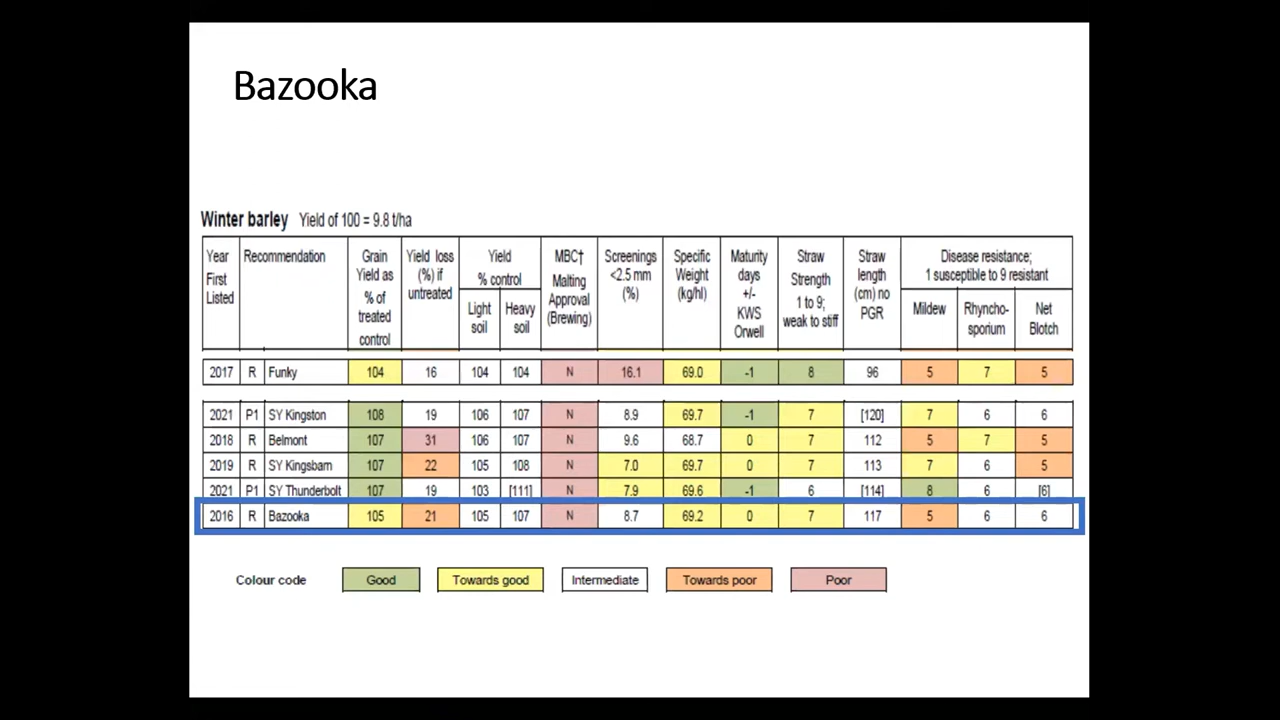 Bazooka
Winter barley Yield of 100 = 9.8 t/ha
Year First Listed
Recommendation
Grain Yield as % of treated control
Yield loss (%) if untreated
Yield % control
Light soil
Heavy soil
MBC† Malting Approval (Brewing)
Screenings <2.5 mm (%)
Specific Weight (kg/hl)
Maturity days +/- KWS Orwell
Straw Strength 1 to 9; weak to stiff
Straw length (cm) no PGR
Disease resistance; 1 susceptible to 9 resistant
Mildew
Rhyncho-sporium
Net Blotch
2017 R Funky 104 16 104 104 N 16.1 69.0 -1 8 96 5 7 5
2021 P1 SY Kingston 108 19 106 107 N 8.9 69.7 -1 7 [120] 7 6 6
2018 R Belmont 107 31 106 107 N 9.6 68.7 0 7 112 5 7 5
2019 R SY Kingsbarn 107 22 105 108 N 7.0 69.7 0 7 113 7 6 5
2021 P1 SY Thunderbolt 107 19 103 [111] N 7.9 69.6 -1 6 [114] 8 6 [6]
2016 R Bazooka 105 21 105 107 N 8.7 69.2 0 7 117 5 6 6
Colour code Good Towards good Intermediate Towards poor Poor